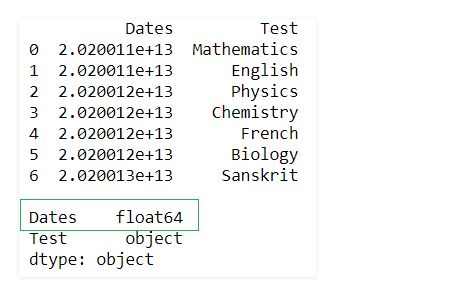 Dates Test
0 2.020011e+13 Mathematics
1 2.020011e+13 English
2 2.020012e+13 Physics
3 2.020012e+13 Chemistry
4 2.020012e+13 French
5 2.020012e+13 Biology
6 2.020013e+13 Sanskrit
Dates float64
Test object
dtype: object